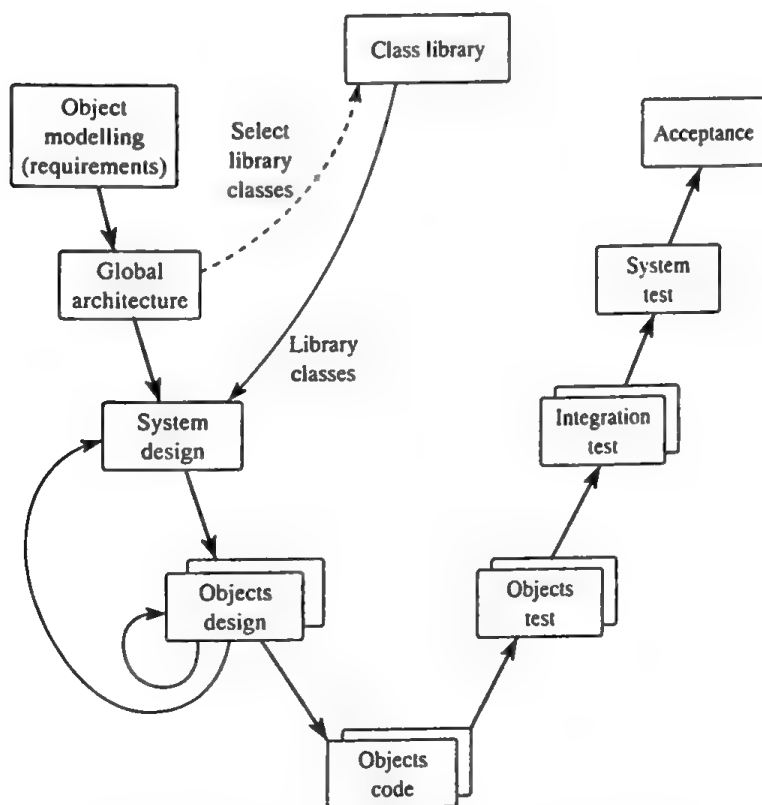 Class library
Object
modelling
(requirements)
Select
library
classes
Acceptance
Global
architecture
System
test
Library
classes
System
design
Integration
test
Objects
design
Objects
test
Objects
code